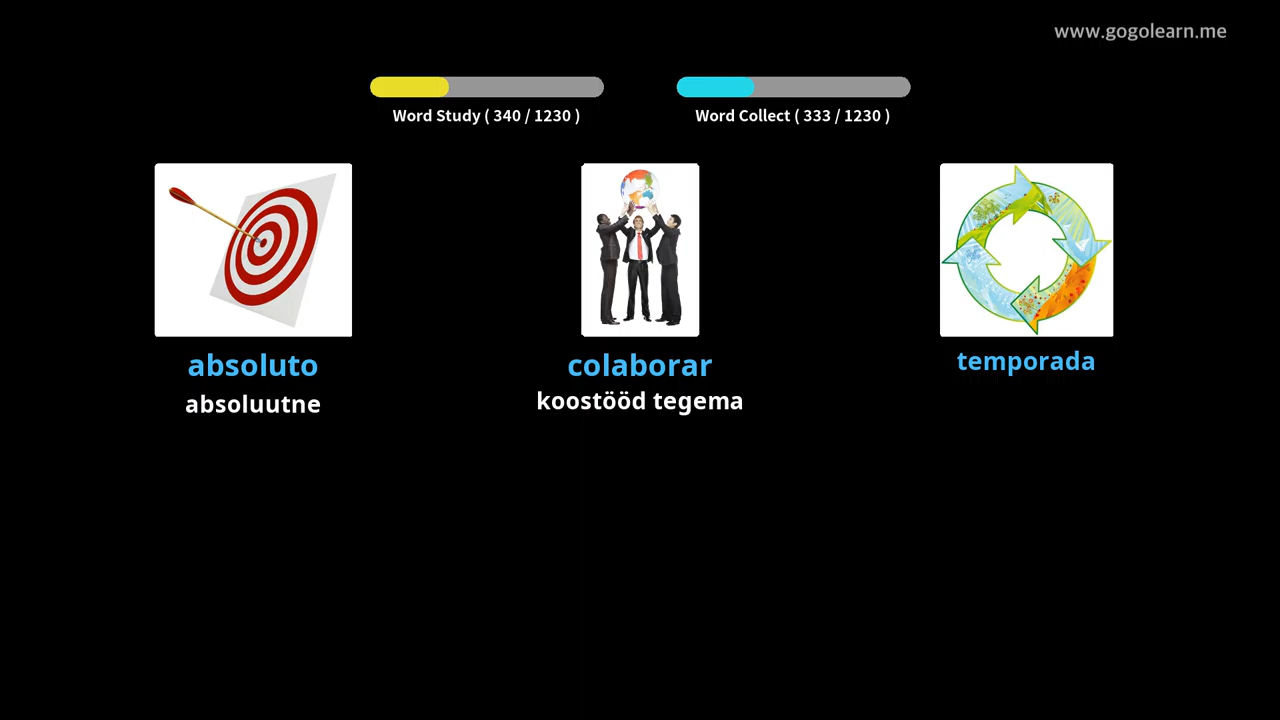 www.gogolearn.me
Word Study ( 340 / 1230 )
Word Collect ( 333 / 1230 )
absoluto
absoluutne
colaborar
koostööd tegema
temporada